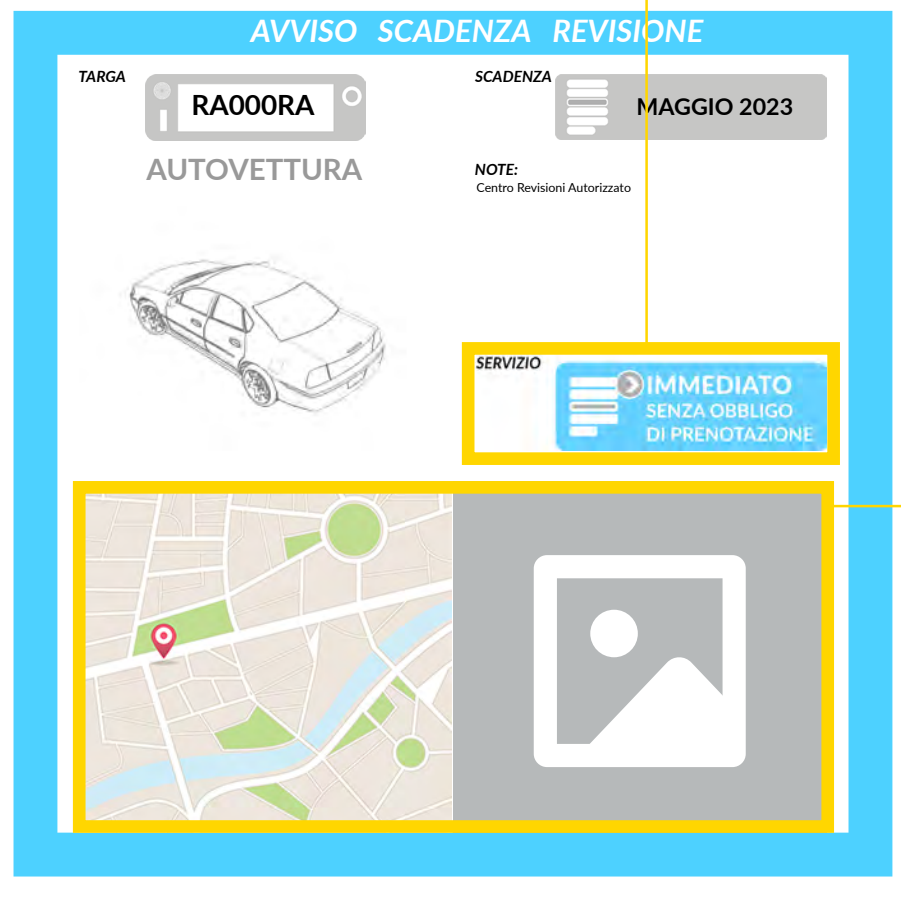 AVVISO SCADENZA REVISIONE
TARGA
RA000RA
AUTOVETTURA
SCADENZA
MAGGIO 2023
NOTE:
Centro Revisioni Autorizzato
SERVIZIO
IMMEDIATO
SENZA OBBLIGO
DI PRENOTAZIONE